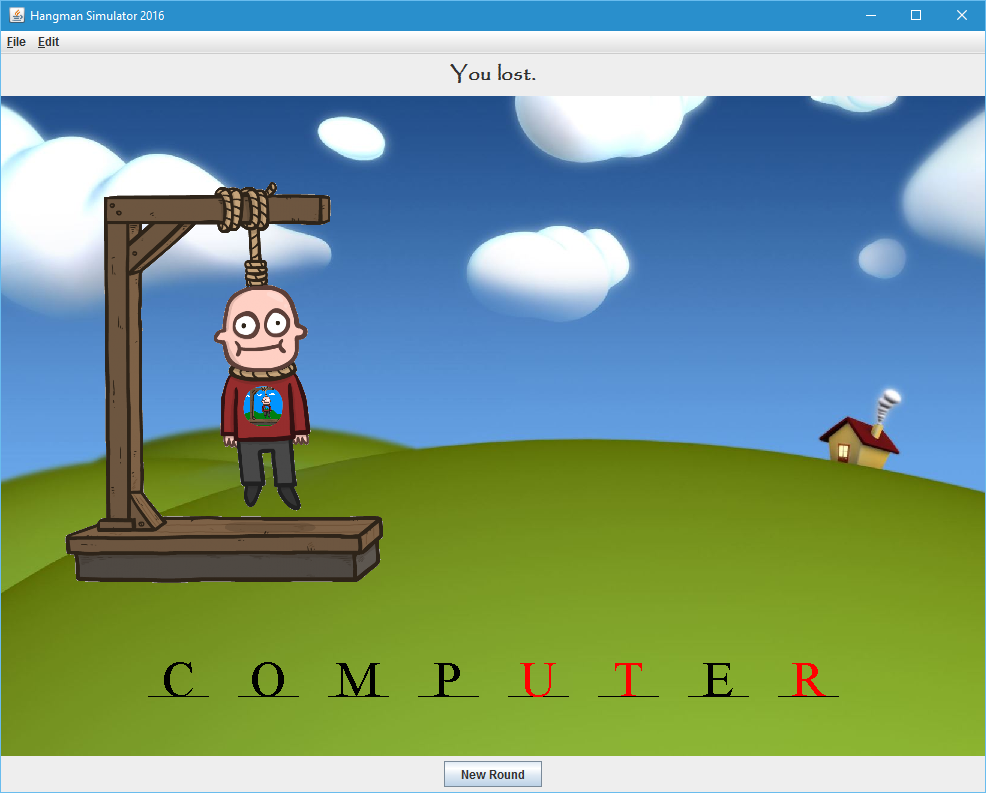 Hangman Simulator 2016
File Edit
You lost.
C O M P U T E R
New Round